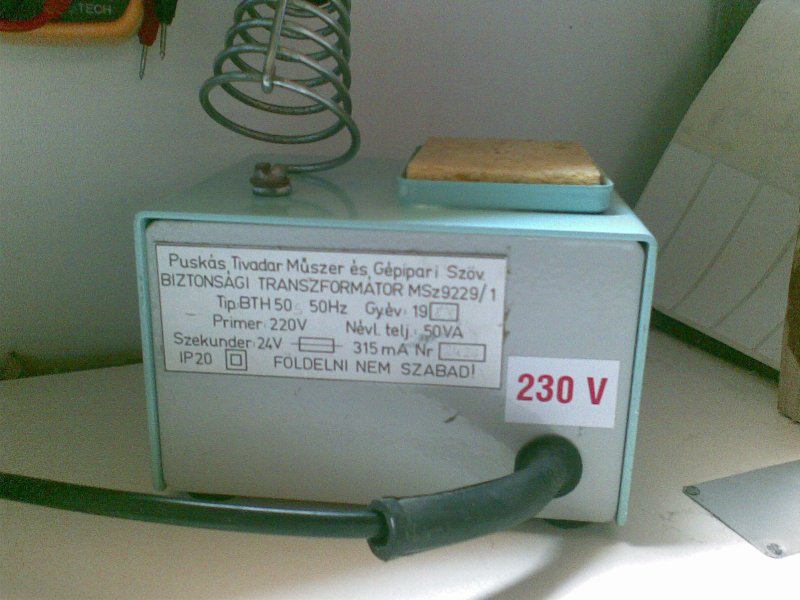 -TECH
Puskás Tivadar Műszer és Gépipari Szöv.
BIZTONSÁGI TRANSZFORMÁTOR MSz9229/1
Tip.BTH 50 50Hz Gyév. 19
Primer: 220V Névl. telj. 50VA
Szekunder: 24V 315 mA Nr
IP20 FÖLDELNI NEM SZABAD!
230 V